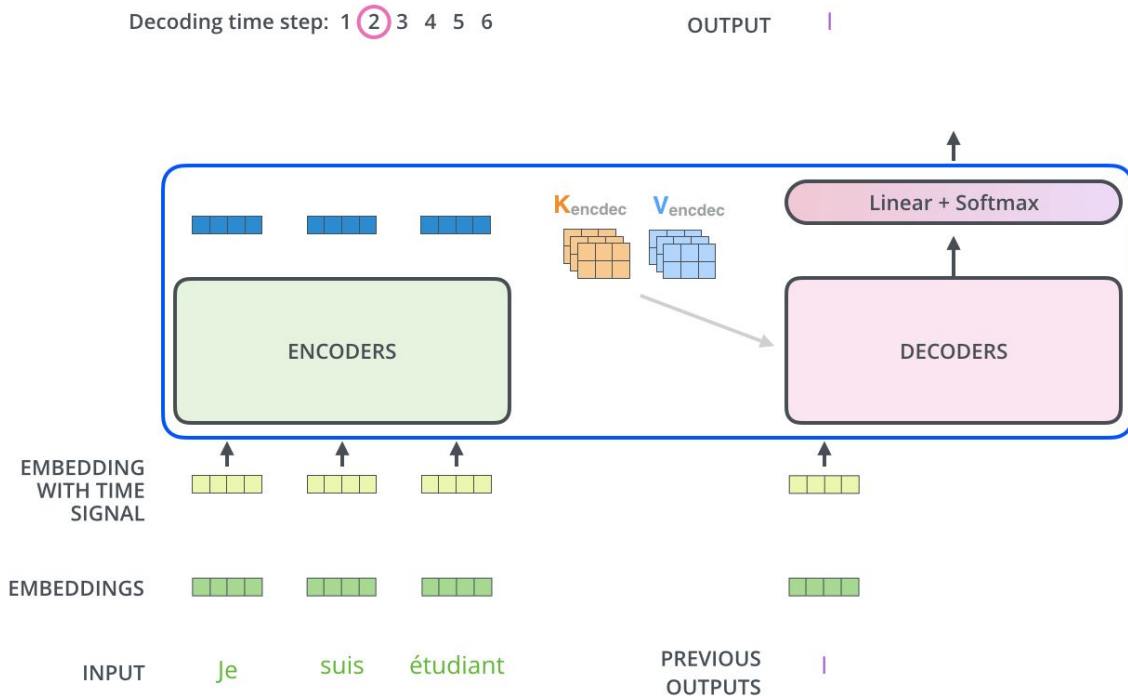 Decoding time step: 1 2 3 4 5 6
OUTPUT I
Kencdec Vencdec
Linear + Softmax
ENCODERS
DECODERS
EMBEDDING
WITH TIME
SIGNAL
EMBEDDINGS
INPUT Je suis étudiant
PREVIOUS
OUTPUTS
I